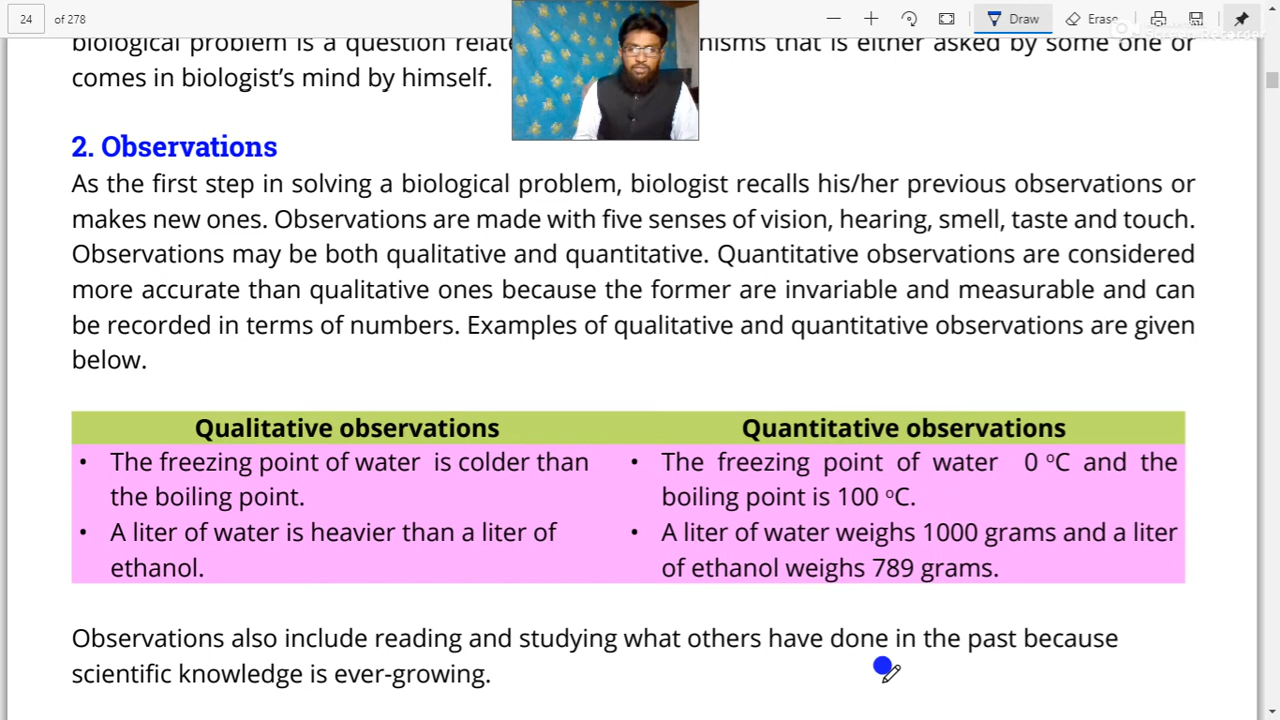 24 of 278
Draw
Erase
Screen Recorder
biological problem is a question nisms that is either asked by some one or
comes in biologist's mind by himself.
2. Observations
As the first step in solving a biological problem, biologist recalls his/her previous observations or
makes new ones. Observations are made with five senses of vision, hearing, smell, taste and touch.
Observations may be both qualitative and quantitative. Quantitative observations are considered
more accurate than qualitative ones because the former are invariable and measurable and can
be recorded in terms of numbers. Examples of qualitative and quantitative observations are given
below.
Qualitative observations
• The freezing point of water is colder than
the boiling point.
• A liter of water is heavier than a liter of
ethanol.
Quantitative observations
• The freezing point of water 0 ºC and the
boiling point is 100 ºC.
• A liter of water weighs 1000 grams and a liter
of ethanol weighs 789 grams.
Observations also include reading and studying what others have done in the past because
scientific knowledge is ever-growing.